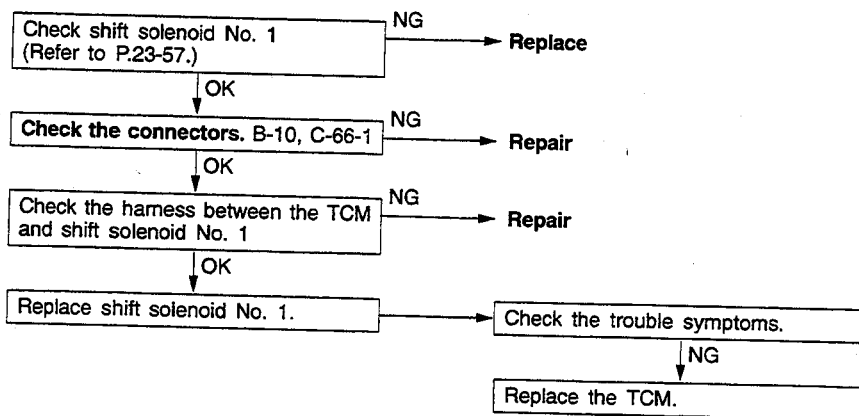 Check shift solenoid No. 1
(Refer to P.23-57.)
NG
Replace
OK
Check the connectors. B-10, C-66-1
NG
Repair
OK
Check the harness between the TCM
and shift solenoid No. 1
NG
Repair
OK
Replace shift solenoid No. 1.
Check the trouble symptoms.
NG
Replace the TCM.